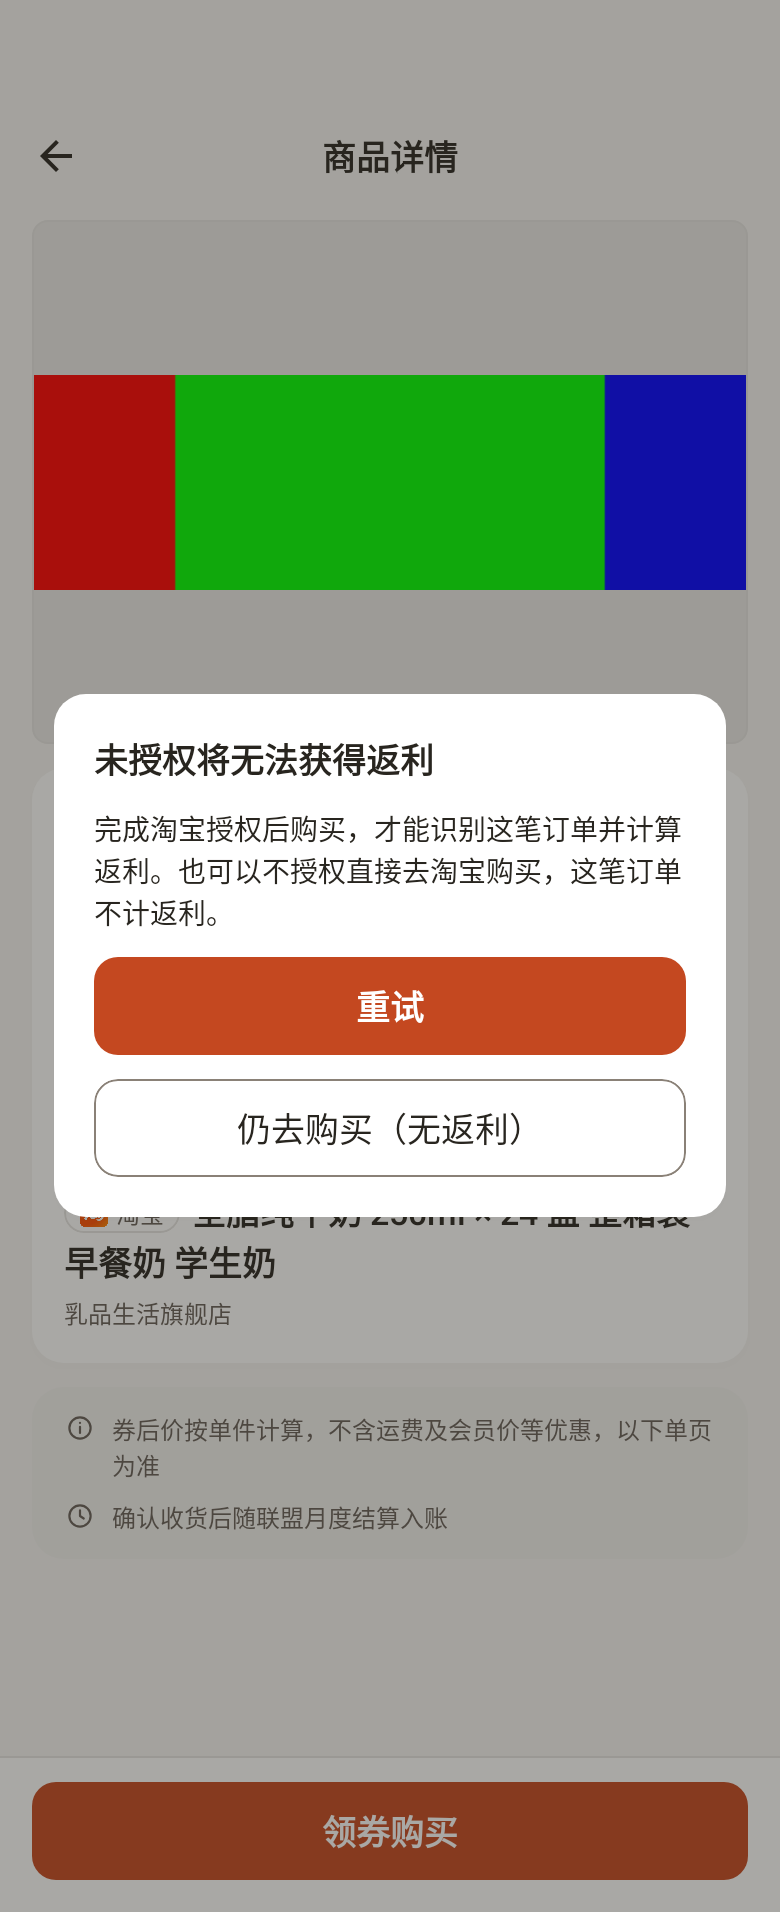 商品详情
未授权将无法获得返利
完成淘宝授权后购买，才能识别这笔订单并计算
返利。也可以不授权直接去淘宝购买，这笔订单
不计返利。
重试
仍去购买（无返利）
早餐奶 学生奶
乳品生活旗舰店
券后价按单件计算，不含运费及会员价等优惠，以下单页
为准
确认收货后随联盟月度结算入账
领券购买